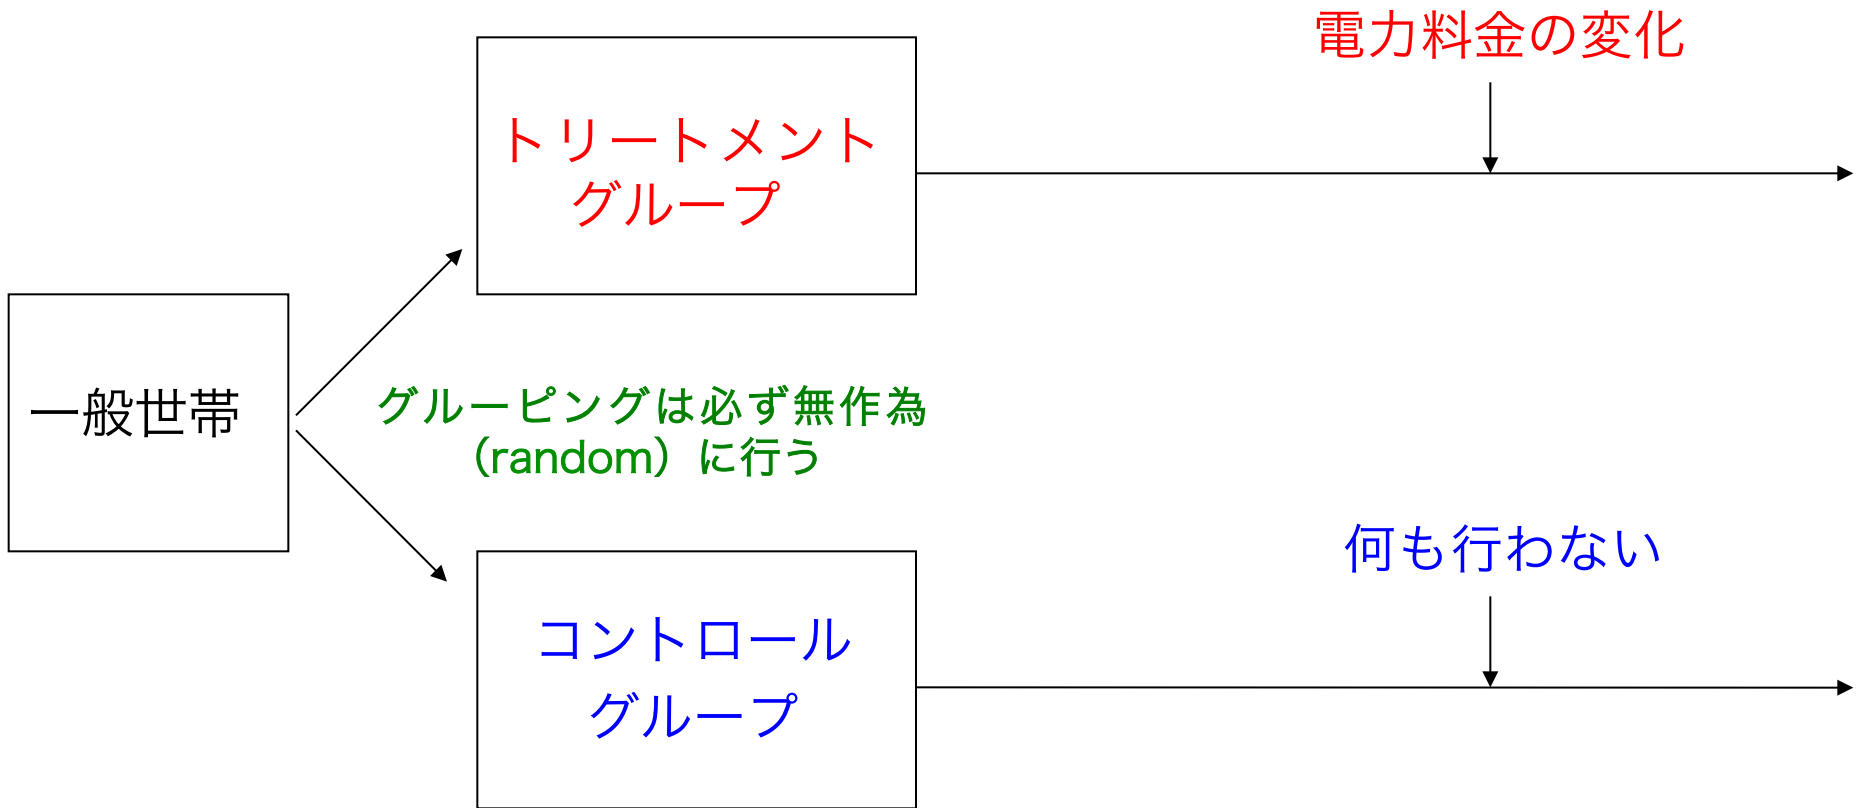 電力料金の変化
トリートメント
グループ
一般世帯
グルーピングは必ず無作為
（random）に行う
何も行わない
コントロール
グループ